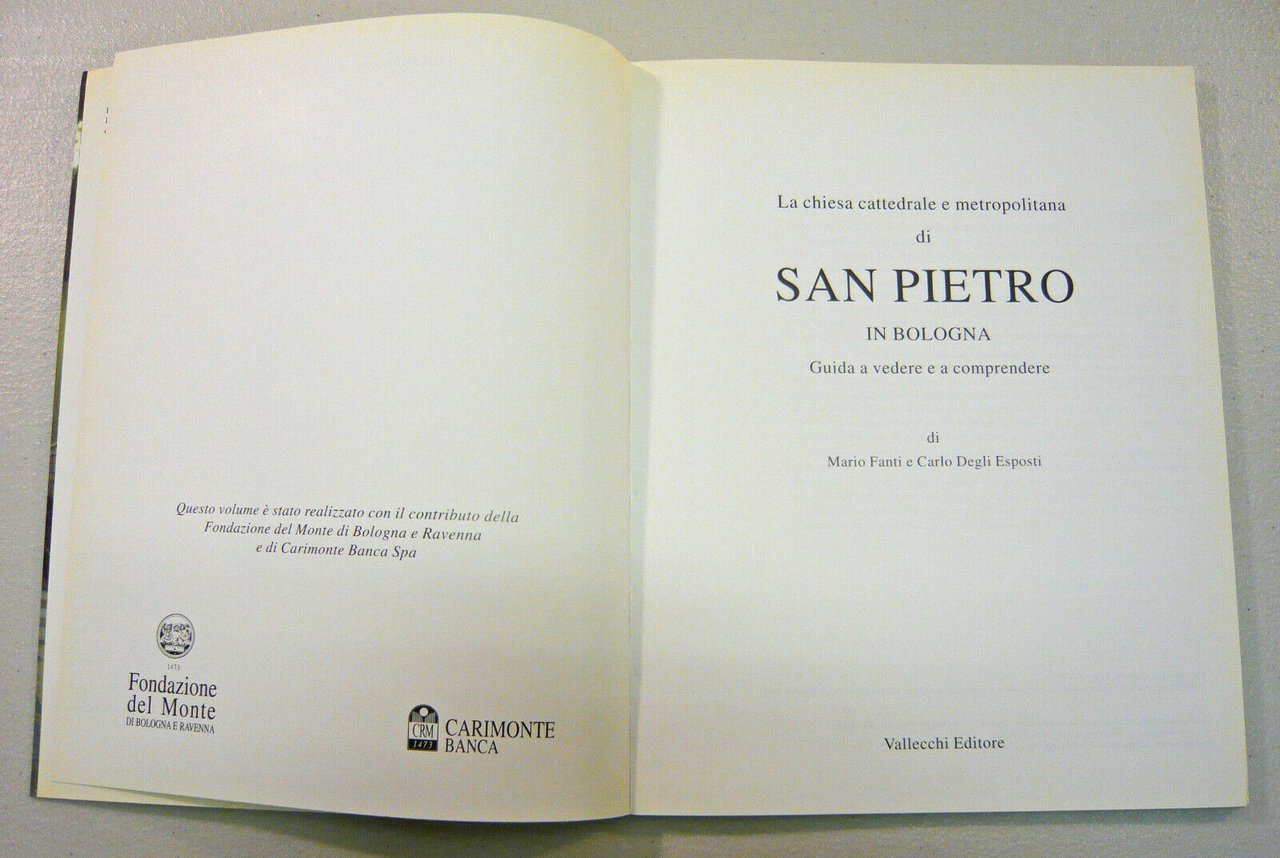 Questo volume è stato realizzato con il contributo della
Fondazione del Monte di Bologna e Ravenna
e di Carimonte Banca Spa
1473
Fondazione
del Monte
DI BOLOGNA E RAVENNA
CRM
1473
CARIMONTE
BANCA
La chiesa cattedrale e metropolitana
di
SAN PIETRO
IN BOLOGNA
Guida a vedere e a comprendere
di
Mario Fanti e Carlo Degli Esposti
Vallecchi Editore